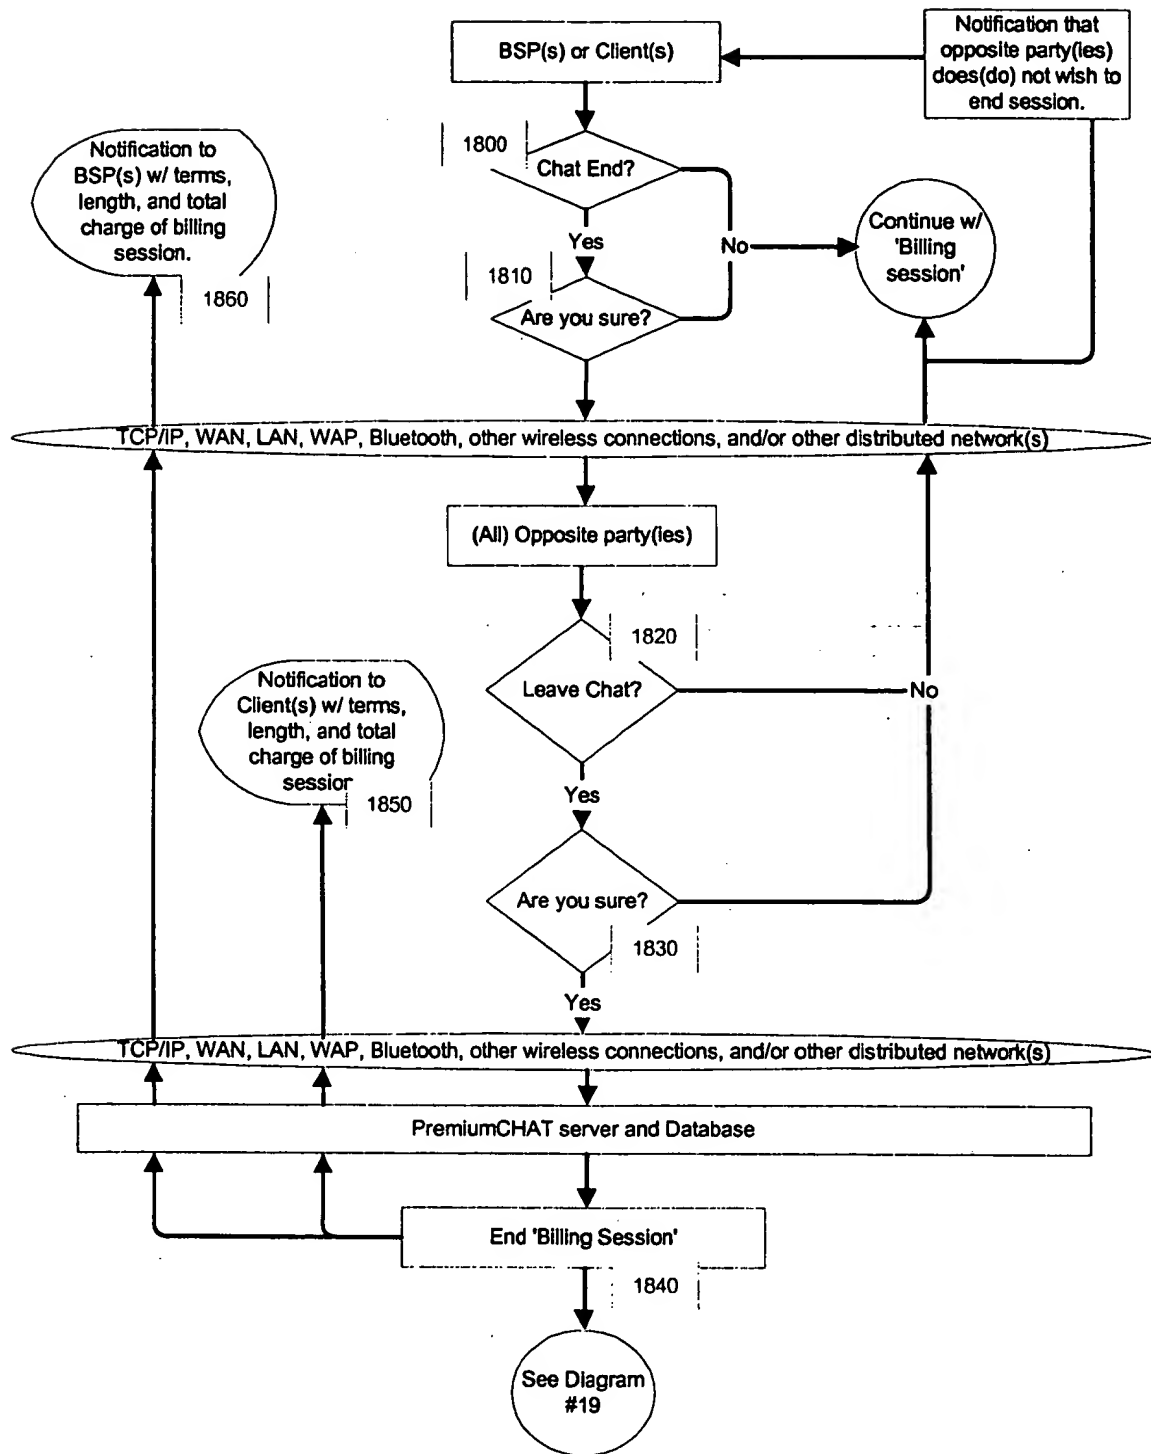 BSP(s) or Client(s)
Notification that
opposite party(ies)
does(do) not wish to
end session.
1800
Chat End?
Notification to
BSP(s) w/ terms,
length, and total
charge of billing
session.
1860
Yes
No
Continue w/
'Billing
session'
1810
Are you sure?
TCP/IP, WAN, LAN, WAP, Bluetooth, other wireless connections, and/or other distributed network(s)
(All) Opposite party(ies)
1820
Leave Chat?
No
Notification to
Client(s) w/ terms,
length, and total
charge of billing
session
1850
Yes
Are you sure?
1830
Yes
TCP/IP, WAN, LAN, WAP, Bluetooth, other wireless connections, and/or other distributed network(s)
PremiumCHAT server and Database
End 'Billing Session'
1840
See Diagram
#19